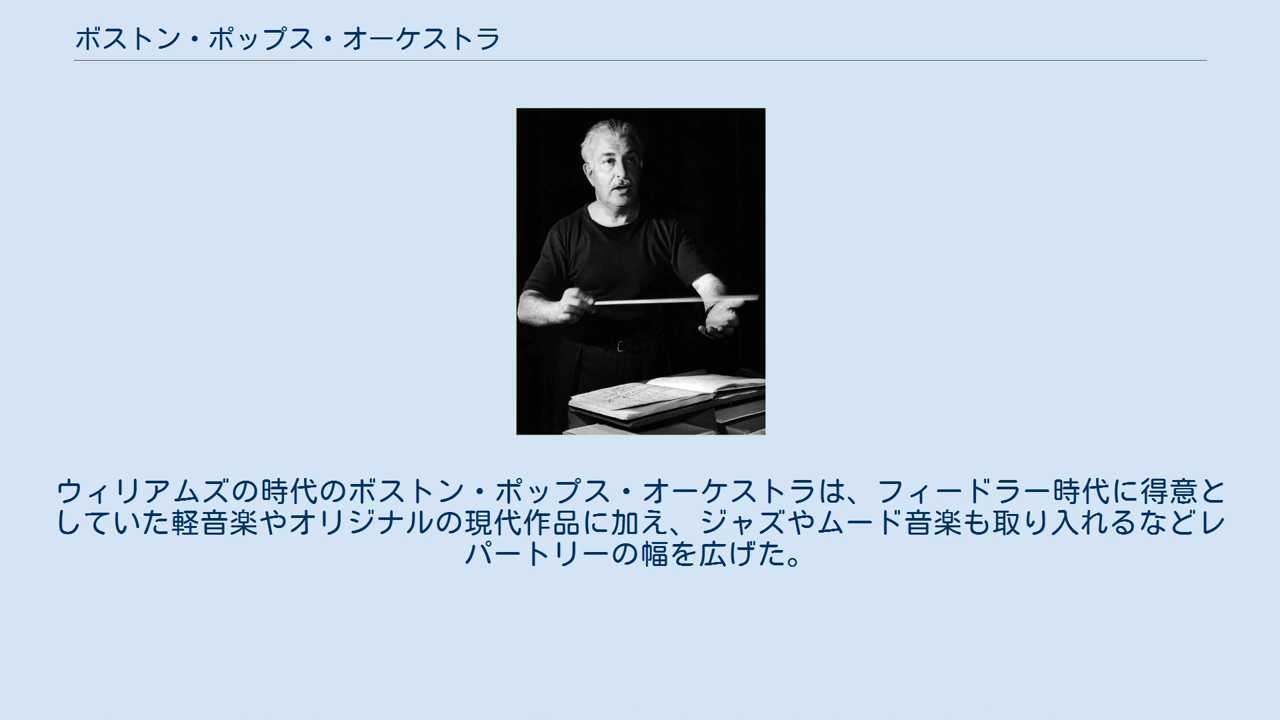 ボストン・ポップス・オーケストラ
ウィリアムズの時代のボストン・ポップス・オーケストラは、フィードラー時代に得意と
していた軽音楽やオリジナルの現代作品に加え、ジャズやムード音楽も取り入れるなどレ
パートリーの幅を広げた。